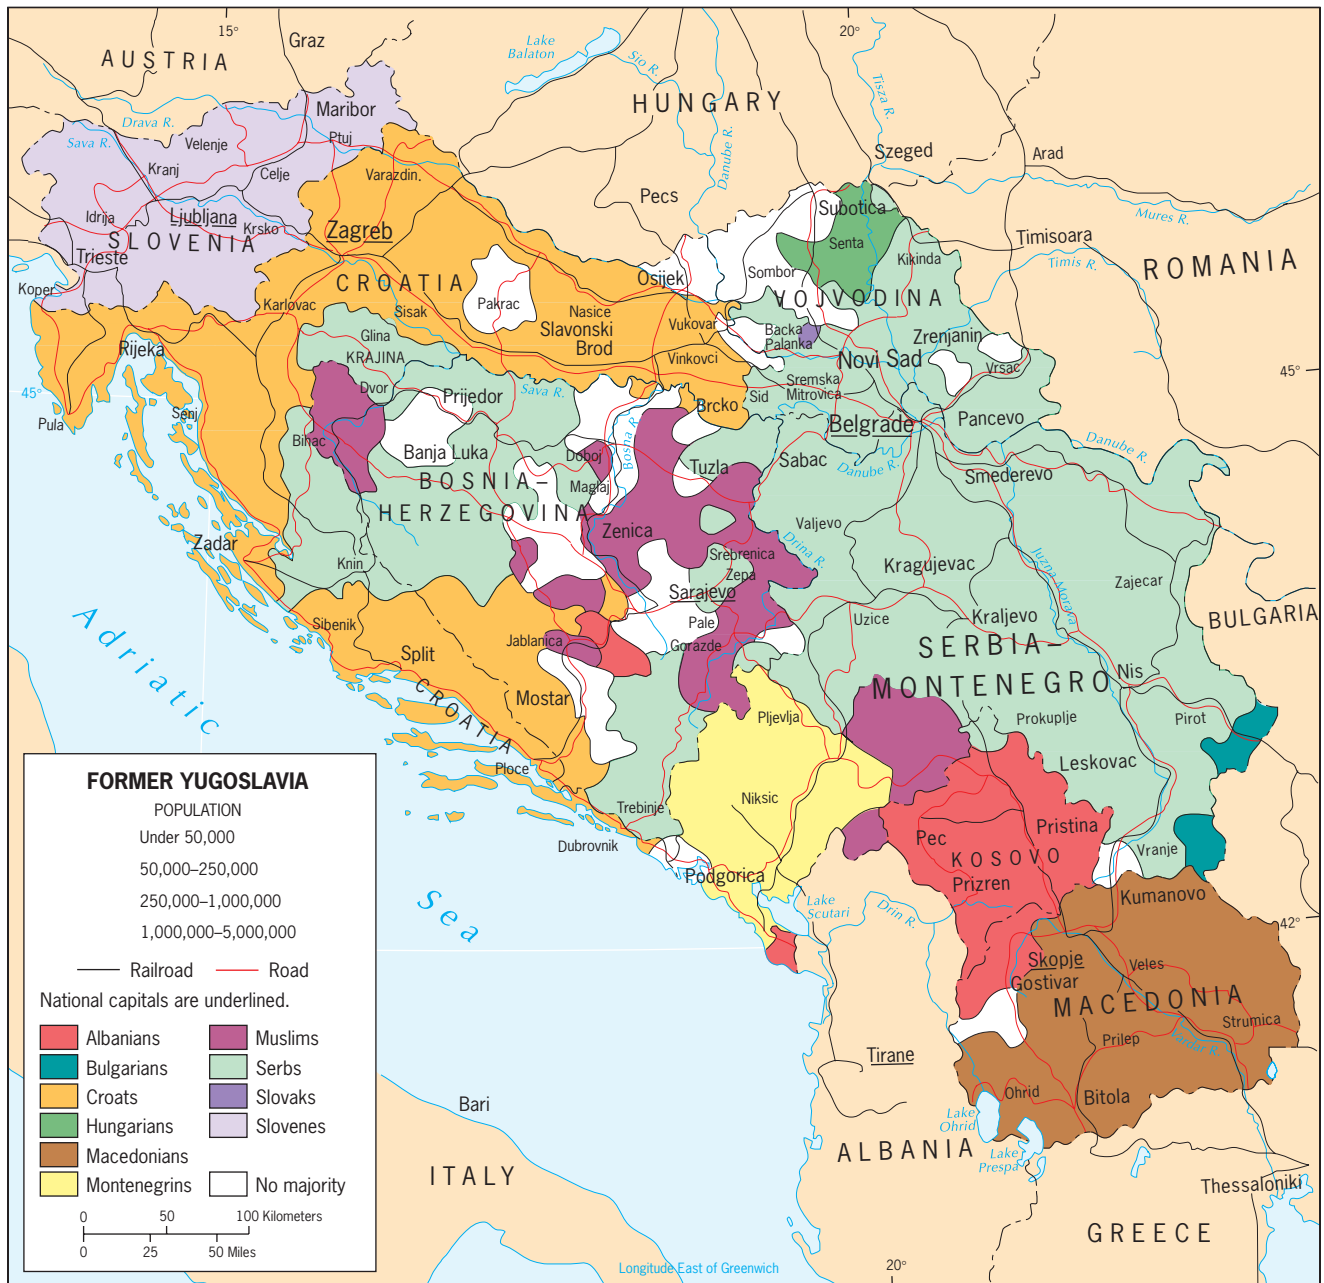 15°
20°
Graz
AUSTRIA
Lake
Balaton
Sio R.
Tisza R.
HUNGARY
Danube R.
Maribor
Drava R.
Ptuj
Sava R.
Velenje
Szeged
Arad
Kranj
Celje
Varazdin.
Pecs
Mures R.
Idrija
Ljubljana
Krsko
Subotica
SLOVENIA
Zagreb
Senta
Timisoara
Trieste
Kikinda
Timis R.
ROMANIA
Koper
CROATIA
Osijek
Sombor
VOJVODINA
Karlovac
Sisak
Pakrac
Nasice
Slavonski
Brod
Vukovar
Backa
Palanka
Zrenjanin
Glina
KRAJINA
Rijeka
Vinkovci
Novi Sad
Vrsac
45°
45°
Dvor
Prijedor
Sava R.
Sremska
Mitrovica
Sid
Brcko
Senj
Pula
Belgrade
Pancevo
Bihac
Banja Luka
Bosna R.
Danube R.
Danube R.
Doboj
Tuzla
Sabac
Smederevo
BOSNIA–
HERZEGOVINA
Maglaj
Zenica
Valjevo
Drina R.
Zadar
Srebrenica
Knin
Zepa
Kragujevac
Juzna Morava
Zajecar
Sarajevo
Adriatic
Sea
Sibenik
Pale
Uzice
Kraljevo
BULGARIA
Jablanica
Gorazde
SERBIA–
MONTENEGRO
Split
Nis
CROATIA
Mostar
Pljevlja
Prokuplje
Pirot
Ploce
Leskovac
Niksic
Trebinje
Pec
Pristina
Dubrovnik
KOSOVO
Vranje
Podgorica
Prizren
Kumanovo
Lake
Scutari
Drin R.
42°
Skopje
Gostivar
Veles
MACEDONIA
Strumica
Prilep
Vardar R.
Tirane
Ohrid
Bitola
Bari
Lake
Ohrid
ALBANIA
Lake
Prespa
ITALY
Thessaloniki
GREECE
20°
Longitude East of Greenwich
FORMER YUGOSLAVIA
POPULATION
Under 50,000
50,000–250,000
250,000–1,000,000
1,000,000–5,000,000
Railroad Road
National capitals are underlined.
Albanians Muslims
Bulgarians Serbs
Croats Slovaks
Hungarians Slovenes
Macedonians
Montenegrins No majority
0 50 100 Kilometers
0 25 50 Miles